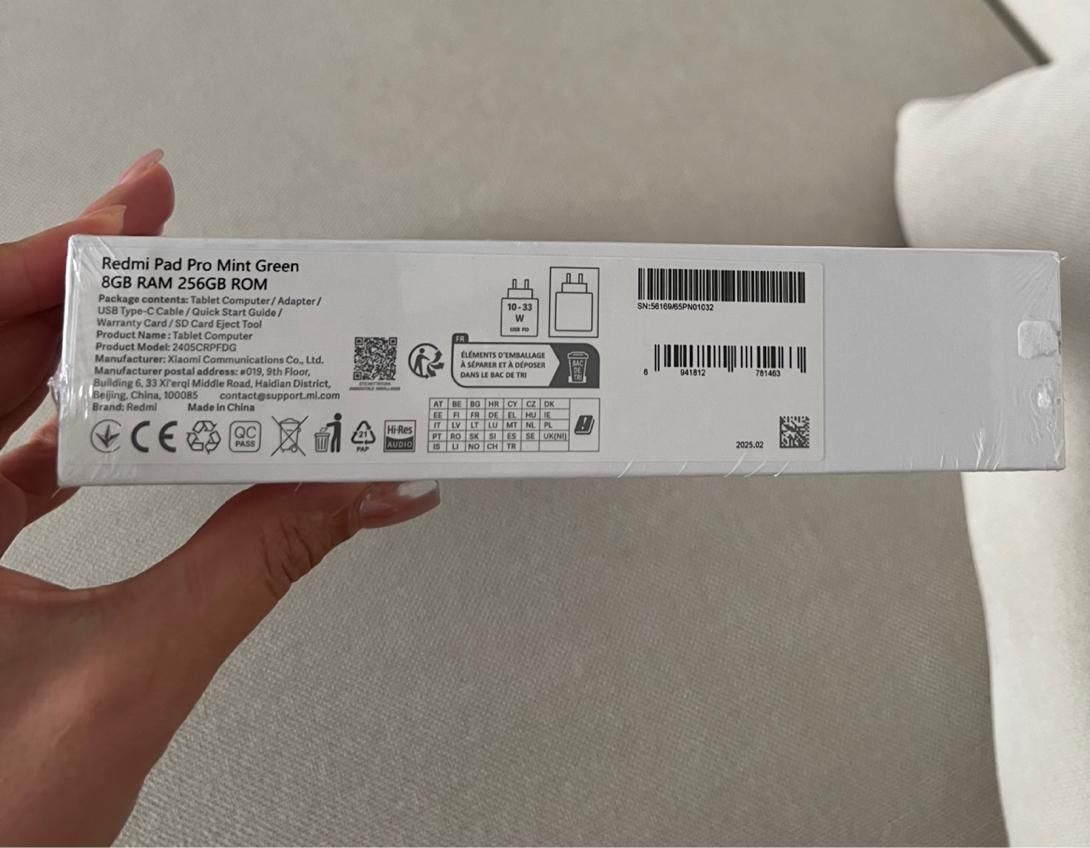 Redmi Pad Pro Mint Green
8GB RAM 256GB ROM
Package contents: Tablet Computer / Adapter /
USB Type-C Cable / Quick Start Guide /
Warranty Card / SD Card Eject Tool
Product Name : Tablet Computer
Product Model: 2405CRPFDG
Manufacturer: Xiaomi Communications Co., Ltd.
Manufacturer postal address: #019, 9th Floor,
Building 6, 33 Xi'erqi Middle Road, Haidian District,
Beijing, China, 100085 contact@support.mi.com
Brand: Redmi Made in China
CE
QC
PASS
21
PAP
Hi-Res
AUDIO
10-33
W
USB PD
FR
ÉLÉMENTS D'EMBALLAGE
À SÉPARER ET À DÉPOSER
DANS LE BAC DE TRI
BAC
DE
TRI
AT BE BG HR CY CZ DK
EE FI FR DE EL HU IE
IT LV LT LU MT NL PL
PT RO SK SI ES SE UK(NI)
IS LI NO CH TR
SN:56169/65PN01032
6 941812 781463
2025.02